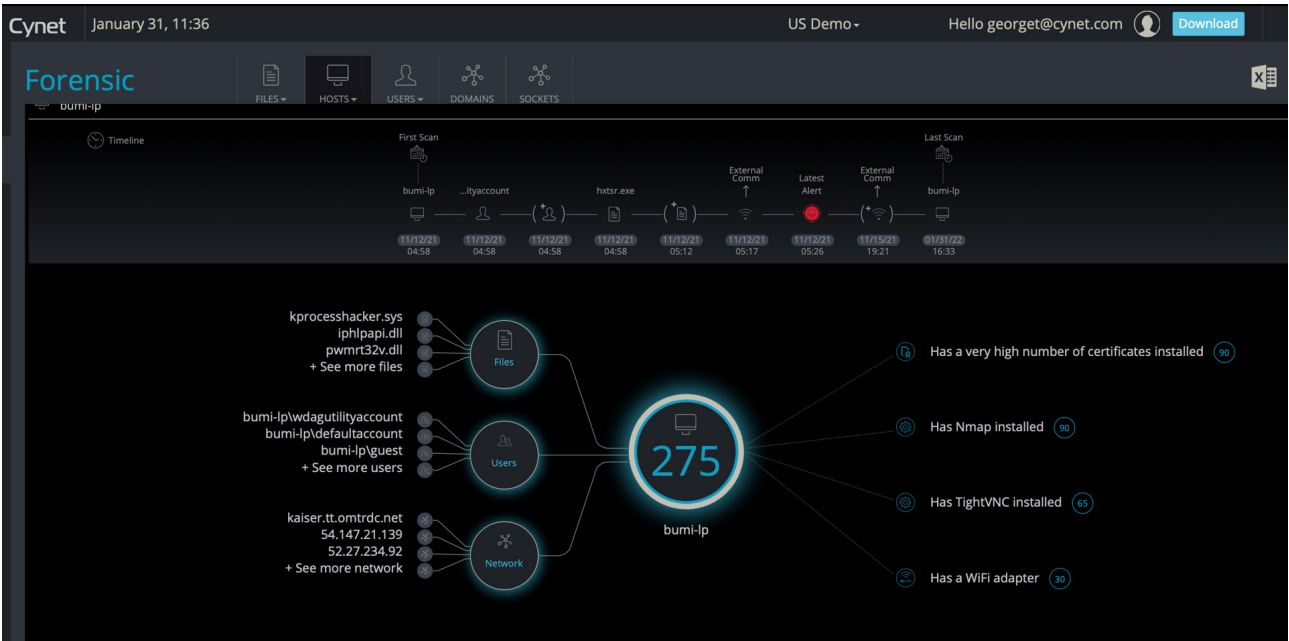 Cynet January 31, 11:36 US Demo Hello georget@cynet.com Download
Forensic FILES HOSTS USERS DOMAINS SOCKETS
bumi-lp
Timeline
First Scan Last Scan
External Comm Latest Alert External Comm
bumi-lp ...ityaccount hxtsr.exe bumi-lp
11/12/21 11/12/21 11/12/21 11/12/21 11/12/21 11/12/21 11/12/21 11/15/21 01/31/22
04:58 04:58 04:58 04:58 05:12 05:17 05:26 19:21 16:33
kprocesshacker.sys
iphlpapi.dll
pwmrt32v.dll
+ See more files
Files
bumi-lp\wdagutilityaccount
bumi-lp\defaultaccount
bumi-lp\guest
+ See more users
Users
kaiser.tt.omtrdc.net
54.147.21.139
52.27.234.92
+ See more network
Network
275
bumi-lp
Has a very high number of certificates installed 90
Has Nmap installed 90
Has TightVNC installed 65
Has a WiFi adapter 30